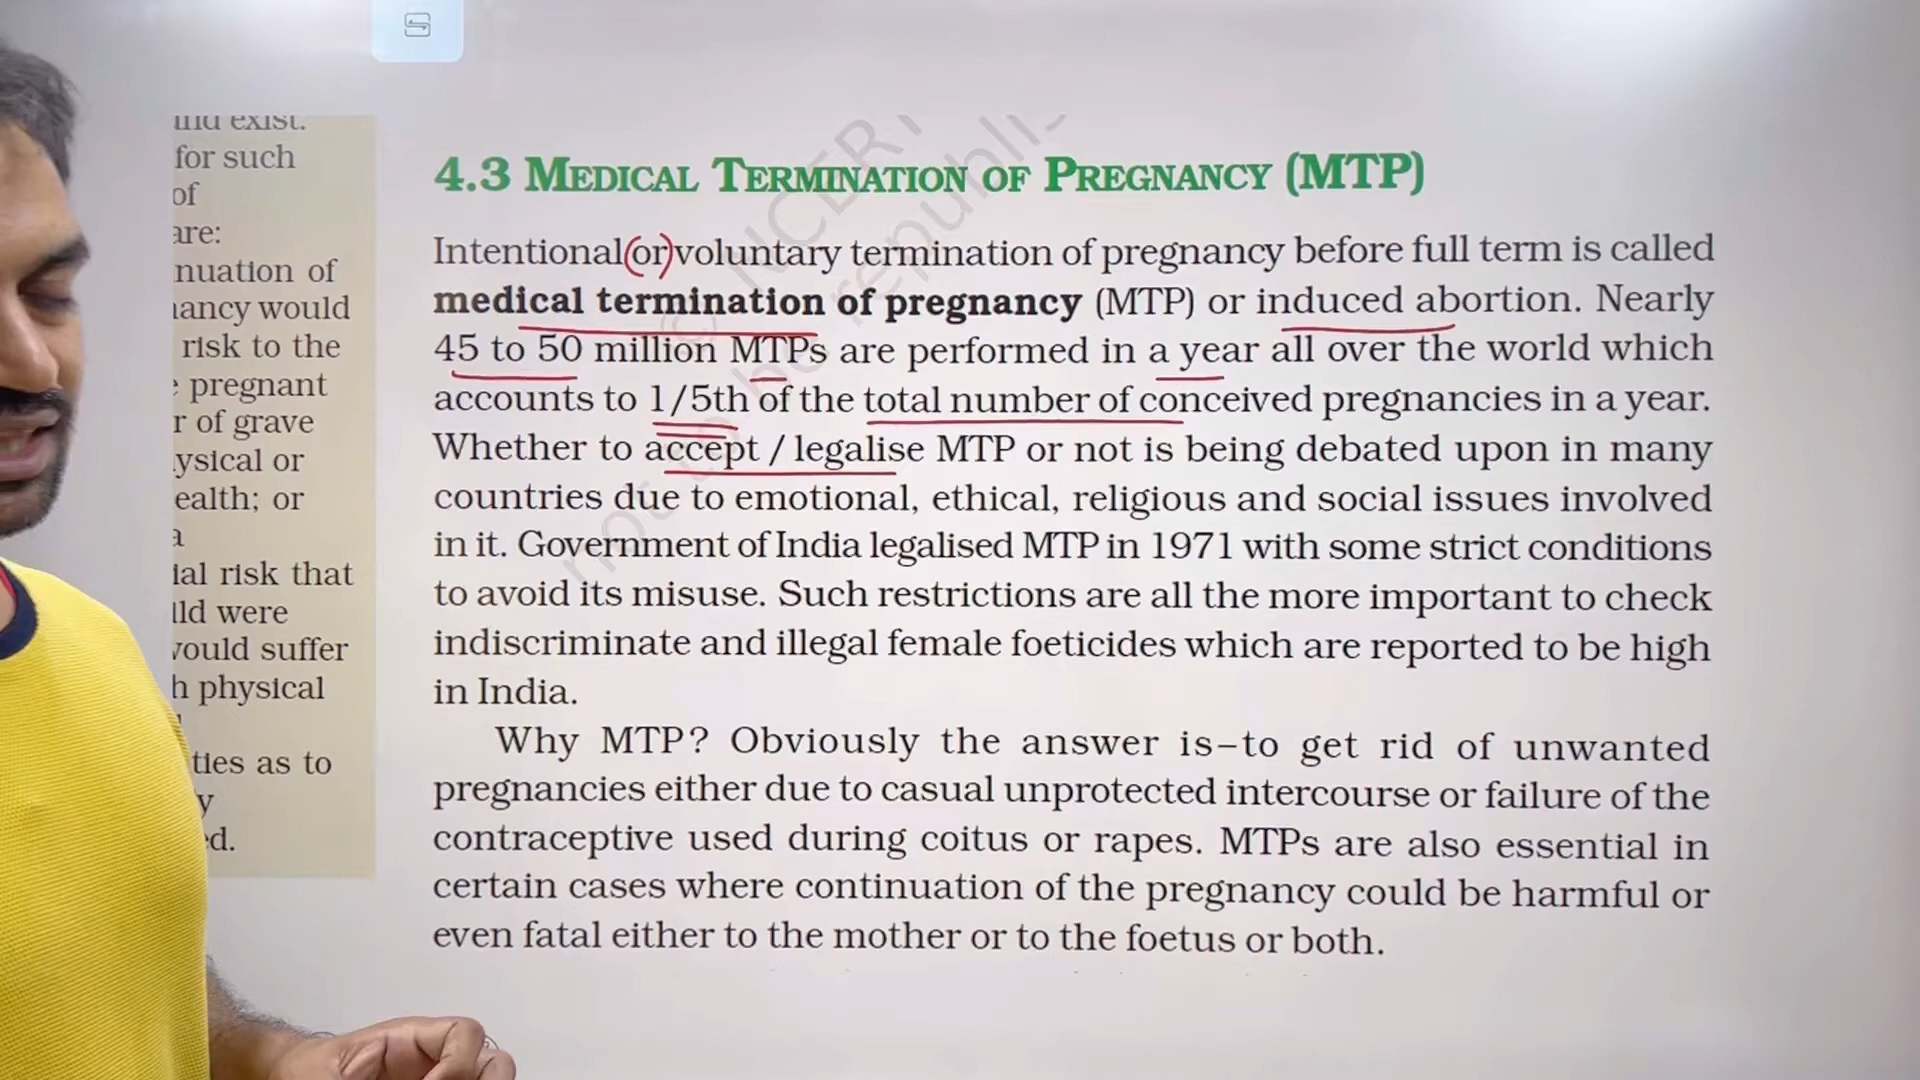 for such
of
are:
nuation of
would
risk to the
pregnant
of grave
or
or
risk that
were
suffer
physical
as to
4.3 MEDICAL TERMINATION OF PREGNANCY (MTP)
Intentional or voluntary termination of pregnancy before full term is called
medical termination of pregnancy (MTP) or induced abortion. Nearly
45 to 50 million MTPs are performed in a year all over the world which
accounts to 1/5th of the total number of conceived pregnancies in a year.
Whether to accept / legalise MTP or not is being debated upon in many
countries due to emotional, ethical, religious and social issues involved
in it. Government of India legalised MTP in 1971 with some strict conditions
to avoid its misuse. Such restrictions are all the more important to check
indiscriminate and illegal female foeticides which are reported to be high
in India.
Why MTP? Obviously the answer is–to get rid of unwanted
pregnancies either due to casual unprotected intercourse or failure of the
contraceptive used during coitus or rapes. MTPs are also essential in
certain cases where continuation of the pregnancy could be harmful or
even fatal either to the mother or to the foetus or both.
© NCERT
not to be republis